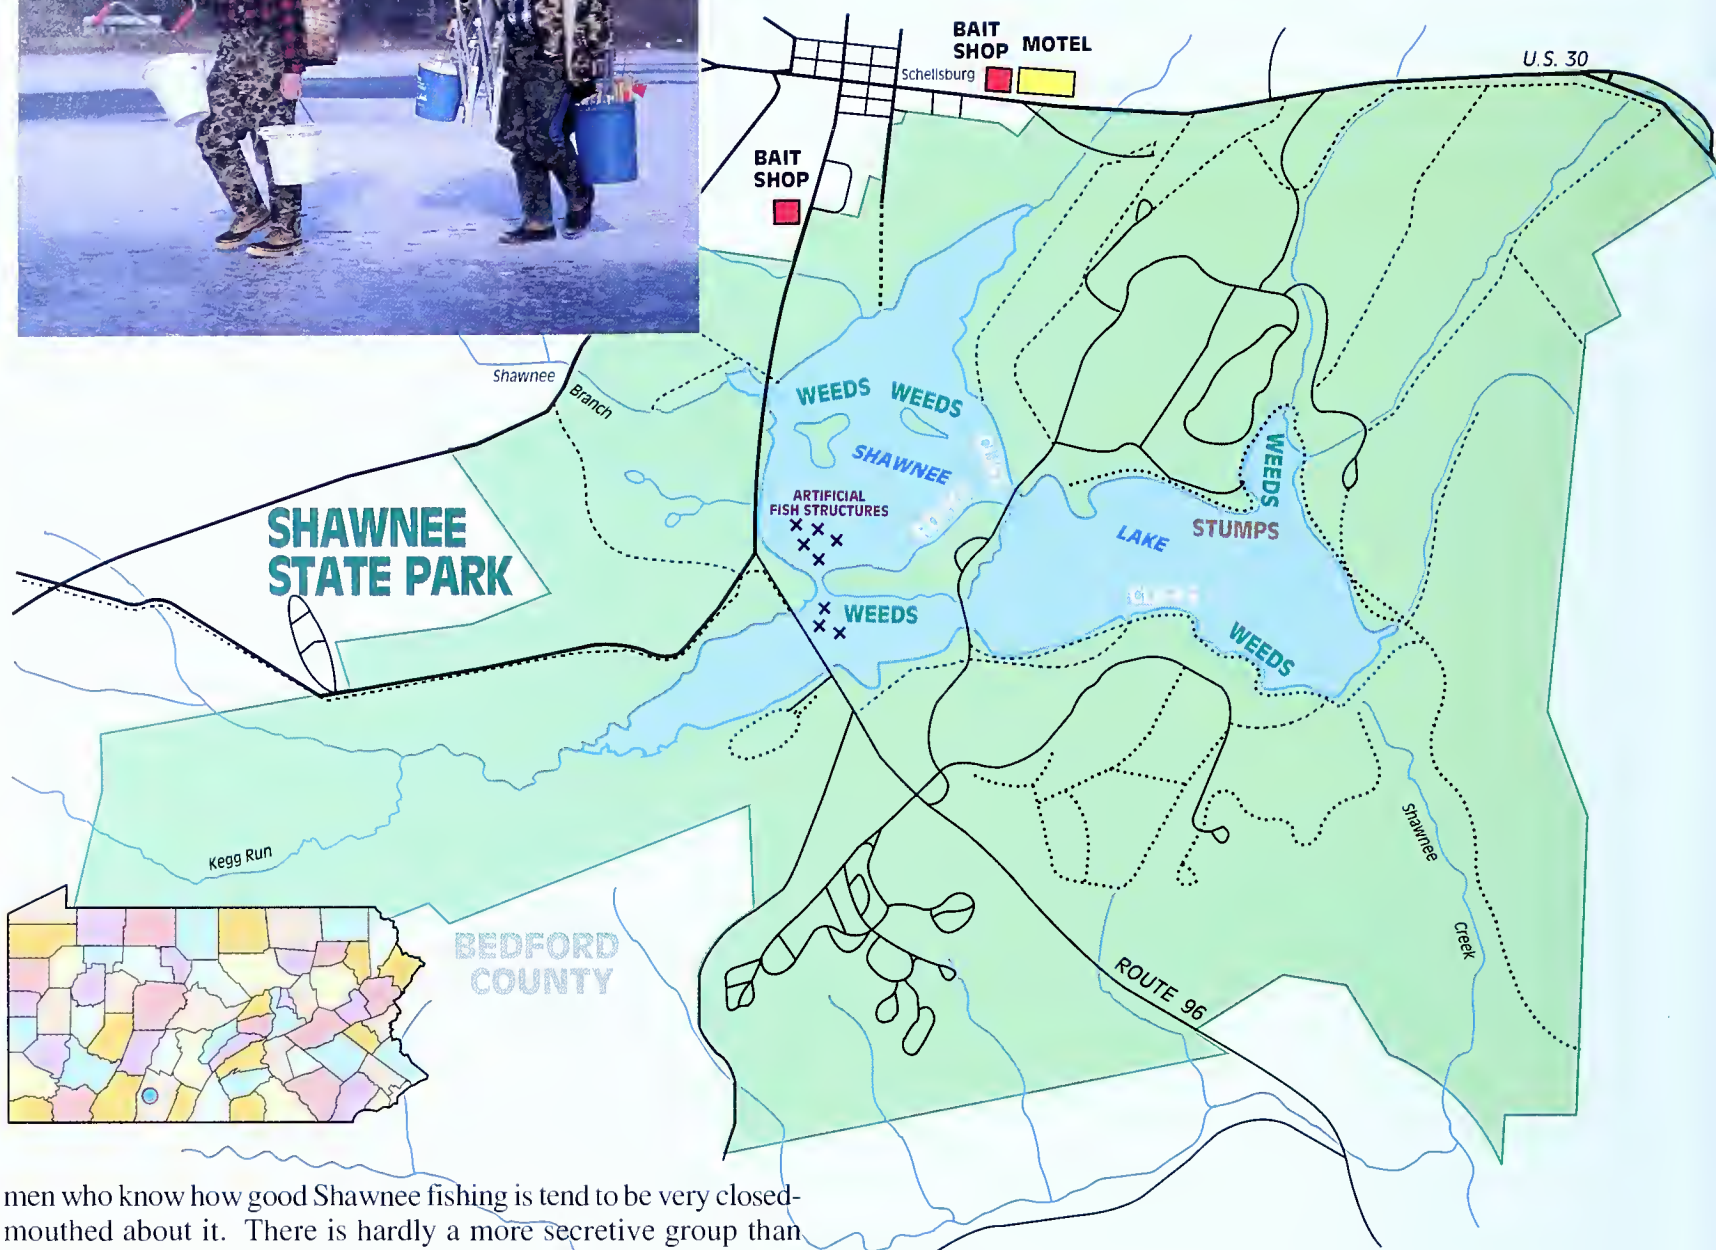 BAIT
SHOP
MOTEL
Schellsburg
U.S. 30
BAIT
SHOP
Shawnee
Branch
WEEDS
WEEDS
SHAWNEE
WEEDS
ARTIFICIAL
FISH STRUCTURES
STUMPS
LAKE
SHAWNEE
STATE PARK
WEEDS
WEEDS
Shawnee
Creek
Kegg Run
BEDFORD
COUNTY
ROUTE 96
men who know how good Shawnee fishing is tend to be very closed-
mouthed about it. There is hardly a more secretive group than